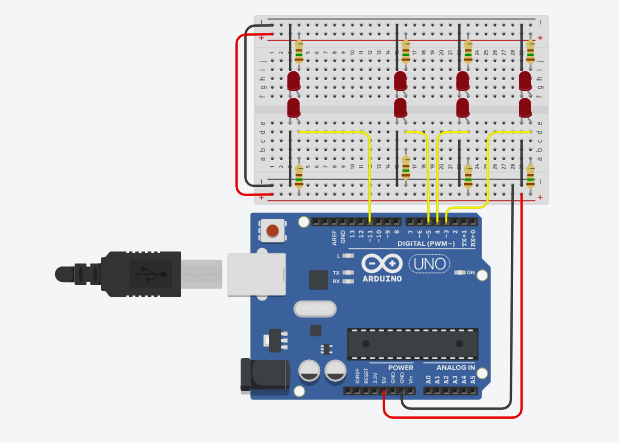 - -
+ +
j j
i i
h h
g g
f f
e e
d d
c c
b b
a a
- -
+ +
AREF
GND
13
12
~11
~10
~9
8
7
~6
~5
4
~3
2
TX→1
RX←0
DIGITAL (PWM~)
L
TX
RX
ARDUINO
UNO
ON
POWER
ANALOG IN
IOREF
RESET
3.3V
5V
GND
GND
Vin
A0
A1
A2
A3
A4
A5